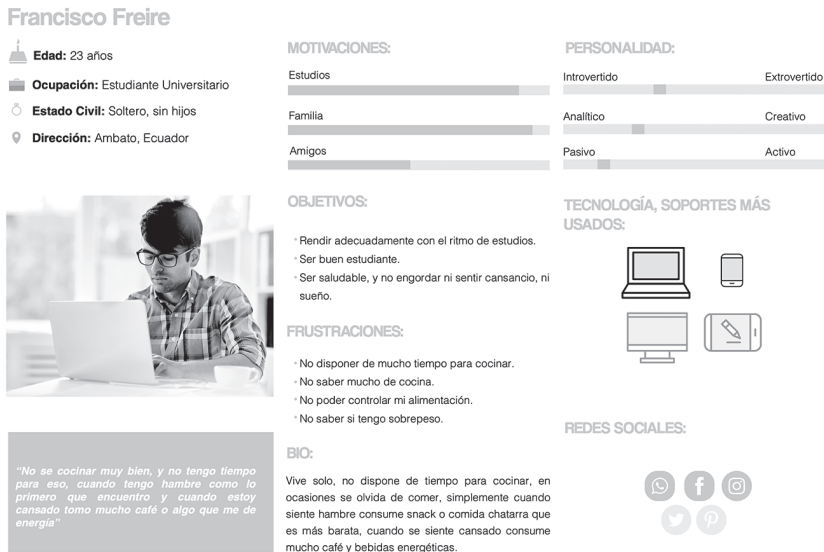 Francisco Freire
Edad: 23 años
Ocupación: Estudiante Universitario
Estado Civil: Soltero, sin hijos
Dirección: Ambato, Ecuador
"No se cocinar muy bien, y no tengo tiempo
para eso, cuando tengo hambre como lo
primero que encuentro y cuando estoy
cansado tomo mucho café o algo que me de
energía"
MOTIVACIONES:
Estudios
Familia
Amigos
OBJETIVOS:
Rendir adecuadamente con el ritmo de estudios.
Ser buen estudiante.
Ser saludable, y no engordar ni sentir cansancio, ni
sueño.
FRUSTRACIONES:
No disponer de mucho tiempo para cocinar.
No saber mucho de cocina.
No poder controlar mi alimentación.
No saber si tengo sobrepeso.
BIO:
Vive solo, no dispone de tiempo para cocinar, en
ocasiones se olvida de comer, simplemente cuando
siente hambre consume snack o comida chatarra que
es más barata, cuando se siente cansado consume
mucho café y bebidas energéticas.
PERSONALIDAD:
Introvertido Extrovertido
Analítico Creativo
Pasivo Activo
TECNOLOGÍA, SOPORTES MÁS
USADOS:
REDES SOCIALES: